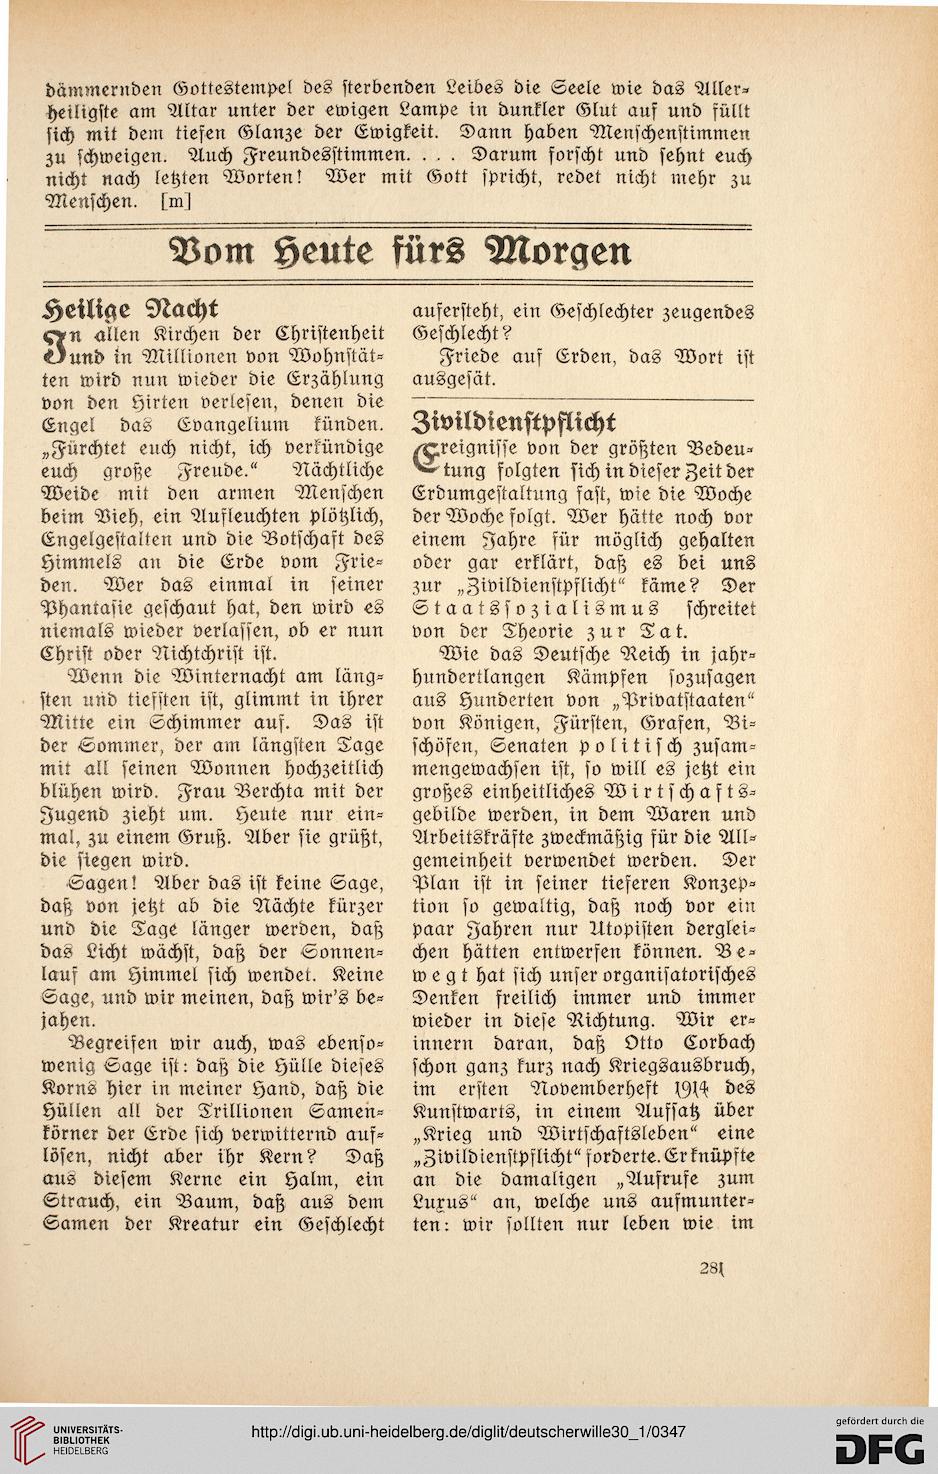 dämmernden Gottestempel des sterbenden Leibes die Seele wie das Aller-
heiligste am Altar unter der ewigen Lampe in dunkler Glut auf und füllt
sich mit dem tiefen Glanze der Ewigkeit. Dann haben Menschenstimmen
zu schweigen. Auch Freundesstimmen. . . . Darum forscht und sehnt euch
nicht nach letzten Worten! Wer mit Gott spricht, redet nicht mehr zu
Menschen. [m]
Vom Heute fürs Morgen
Heilige Nacht
In allen Kirchen der Christenheit
und in Millionen von Wohnstät-
ten wird nun wieder die Erzählung
von den Hirten verlesen, denen die
Engel das Evangelium künden.
„Fürchtet euch nicht, ich verkündige
euch große Freude.“ Nächtliche
Weide mit den armen Menschen
beim Vieh, ein Aufleuchten plötzlich,
Engelgestalten und die Botschaft des
Himmels an die Erde vom Frie-
den. Wer das einmal in seiner
Phantasie geschaut hat, den wird es
niemals wieder verlassen, ob er nun
Christ oder Nichtchrist ist.
Wenn die Winternacht am läng-
sten und tiefsten ist, glimmt in ihrer
Mitte ein Schimmer auf. Das ist
der Sommer, der am längsten Tage
mit all seinen Wonnen hochzeitlich
blühen wird. Frau Berchta mit der
Jugend zieht um. Heute nur ein-
mal, zu einem Gruß. Aber sie grüßt,
die siegen wird.
Sagen! Aber das ist keine Sage,
daß von jetzt ab die Nächte kürzer
und die Tage länger werden, daß
das Licht wächst, daß der Sonnen-
lauf am Himmel sich wendet. Keine
Sage, und wir meinen, daß wir's be-
jahen.
Begreifen wir auch, was ebenso-
wenig Sage ist: daß die Hülle dieses
Korns hier in meiner Hand, daß die
Hüllen all der Trillionen Samen-
körner der Erde sich verwitternd auf-
lösen, nicht aber ihr Kern? Daß
aus diesem Kerne ein Halm, ein
Strauch, ein Baum, daß aus dem
Samen der Kreatur ein Geschlecht
aufersteht, ein Geschlechter zeugendes
Geschlecht?
Friede auf Erden, das Wort ist
ausgesät.
Zivildienstpflicht
Ereignisse von der größten Bedeu-
tung folgten sich in dieser Zeit der
Erdumgestaltung fast, wie die Woche
der Woche folgt. Wer hätte noch vor
einem Jahre für möglich gehalten
oder gar erklärt, daß es bei uns
zur „Zivildienstpflicht“ käme? Der
Staatssozialismus schreitet
von der Theorie zur Tat.
Wie das Deutsche Reich in jahr-
hundertlangen Kämpfen sozusagen
aus Hunderten von „Privatstaaten“
von Königen, Fürsten, Grafen, Bi-
schöfen, Senaten politisch zusam-
mengewachsen ist, so will es jetzt ein
großes einheitliches Wirtschafts-
gebilde werden, in dem Waren und
Arbeitskräfte zweckmäßig für die All-
gemeinheit verwendet werden. Der
Plan ist in seiner tieferen Konzep-
tion so gewaltig, daß noch vor ein
paar Jahren nur Utopisten derglei-
chen hätten entwerfen können. Be-
wegt hat sich unser organisatorisches
Denken freilich immer und immer
wieder in diese Richtung. Wir er-
innern daran, daß Otto Corbach
schon ganz kurz nach Kriegsausbruch,
im ersten Novemberheft 1914 des
Kunstwarts, in einem Aufsatz über
„Krieg und Wirtschaftsleben“ eine
„Zivildienstpflicht“ forderte. Er knüpfte
an die damaligen „Aufrufe zum
Luxus“ an, welche uns aufmunter-
ten: wir sollten nur leben wie im
281
UNIVERSITÄTS-
BIBLIOTHEK
HEIDELBERG
http://digi.ub.uni-heidelberg.de/diglit/deutscherwille30_1/0347
gefördert durch die
DFG